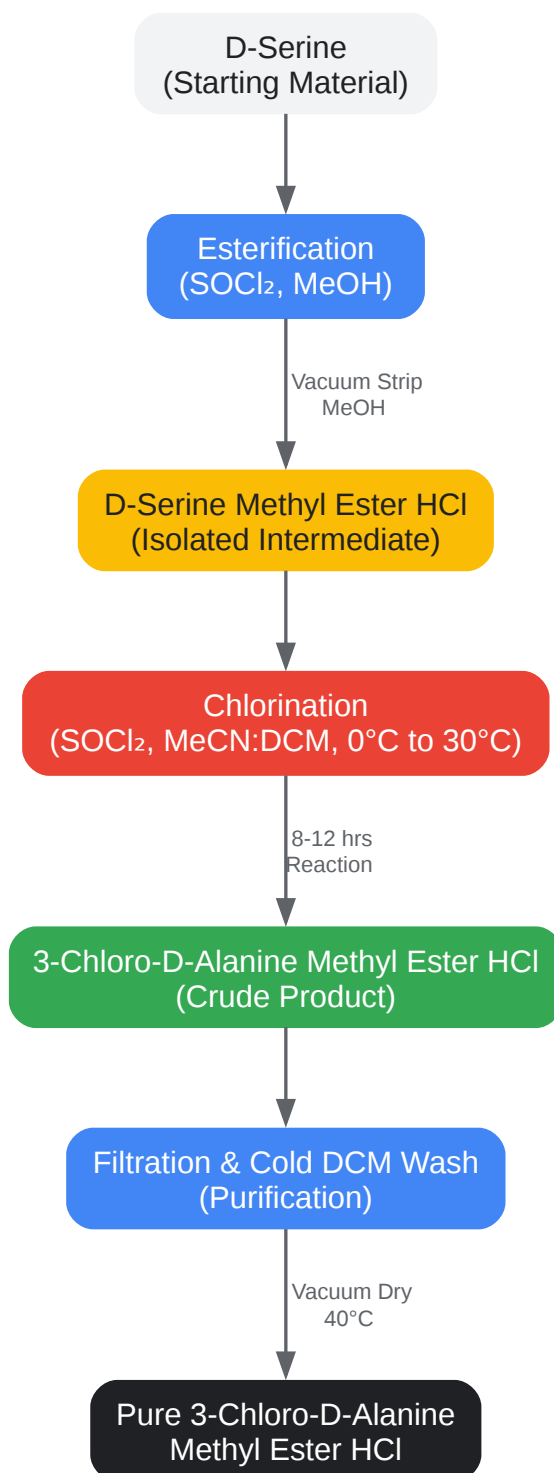 D-Serine
(Starting Material)
Esterification
(SOCl₂, MeOH)
Vacuum Strip
MeOH
D-Serine Methyl Ester HCl
(Isolated Intermediate)
Chlorination
(SOCl₂, MeCN:DCM, 0°C to 30°C)
8-12 hrs
Reaction
3-Chloro-D-Alanine Methyl Ester HCl
(Crude Product)
Filtration & Cold DCM Wash
(Purification)
Vacuum Dry
40°C
Pure 3-Chloro-D-Alanine
Methyl Ester HCl